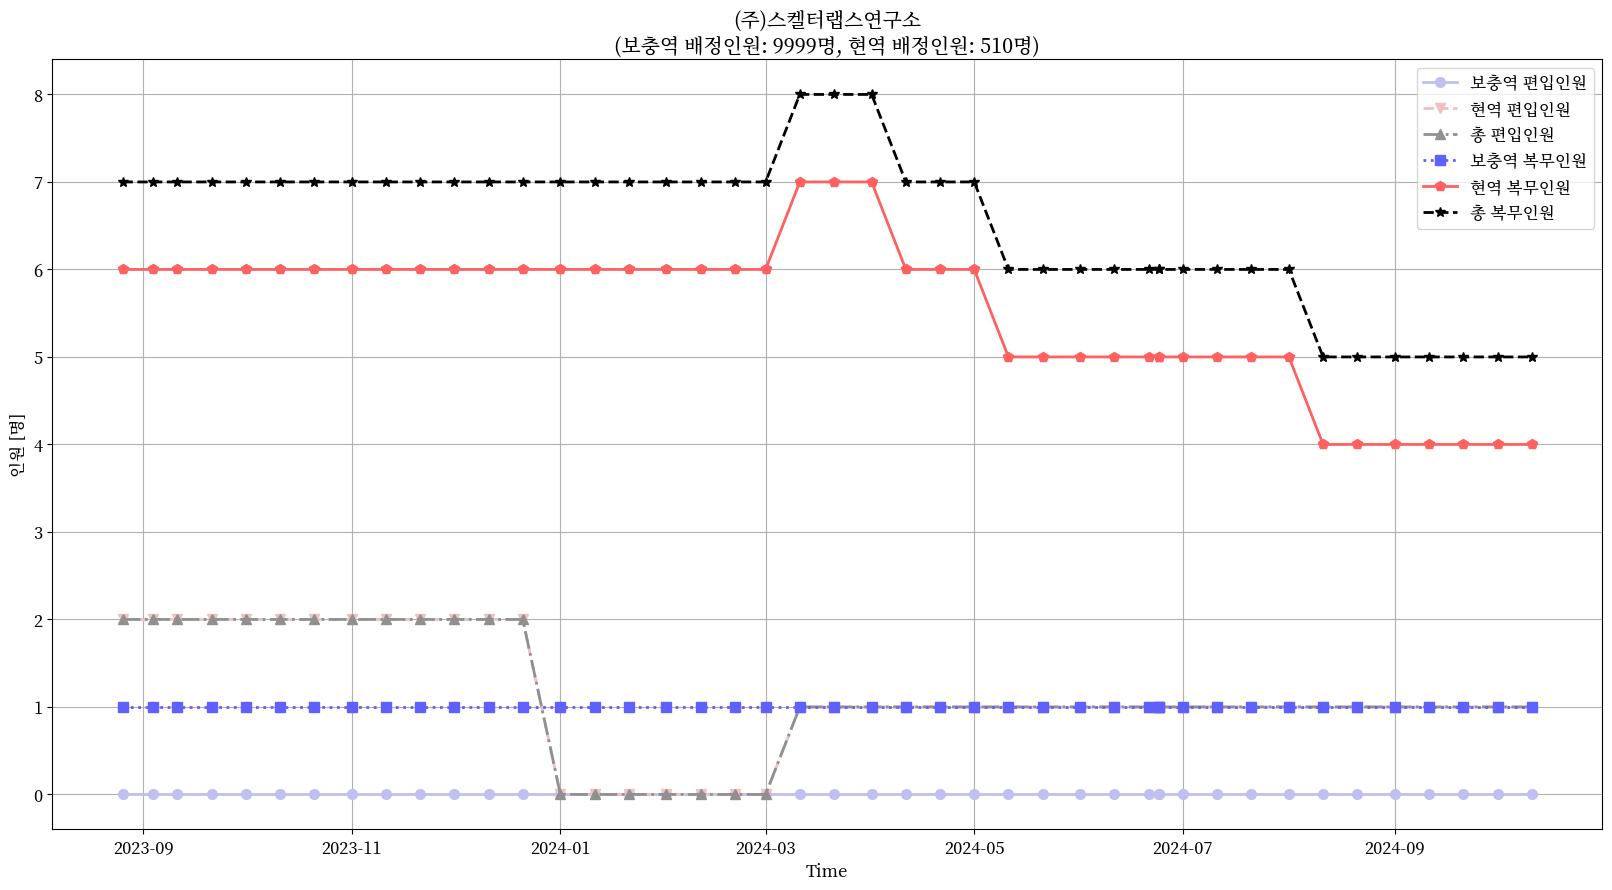 (주)스켈터랩스연구소
(보충역 배정인원: 9999명, 현역 배정인원: 510명)
보충역 편입인원
현역 편입인원
총 편입인원
보충역 복무인원
현역 복무인원
총 복무인원
인원 [명]
8
7
6
5
4
3
2
1
0
2023-09
2023-11
2024-01
2024-03
2024-05
2024-07
2024-09
Time